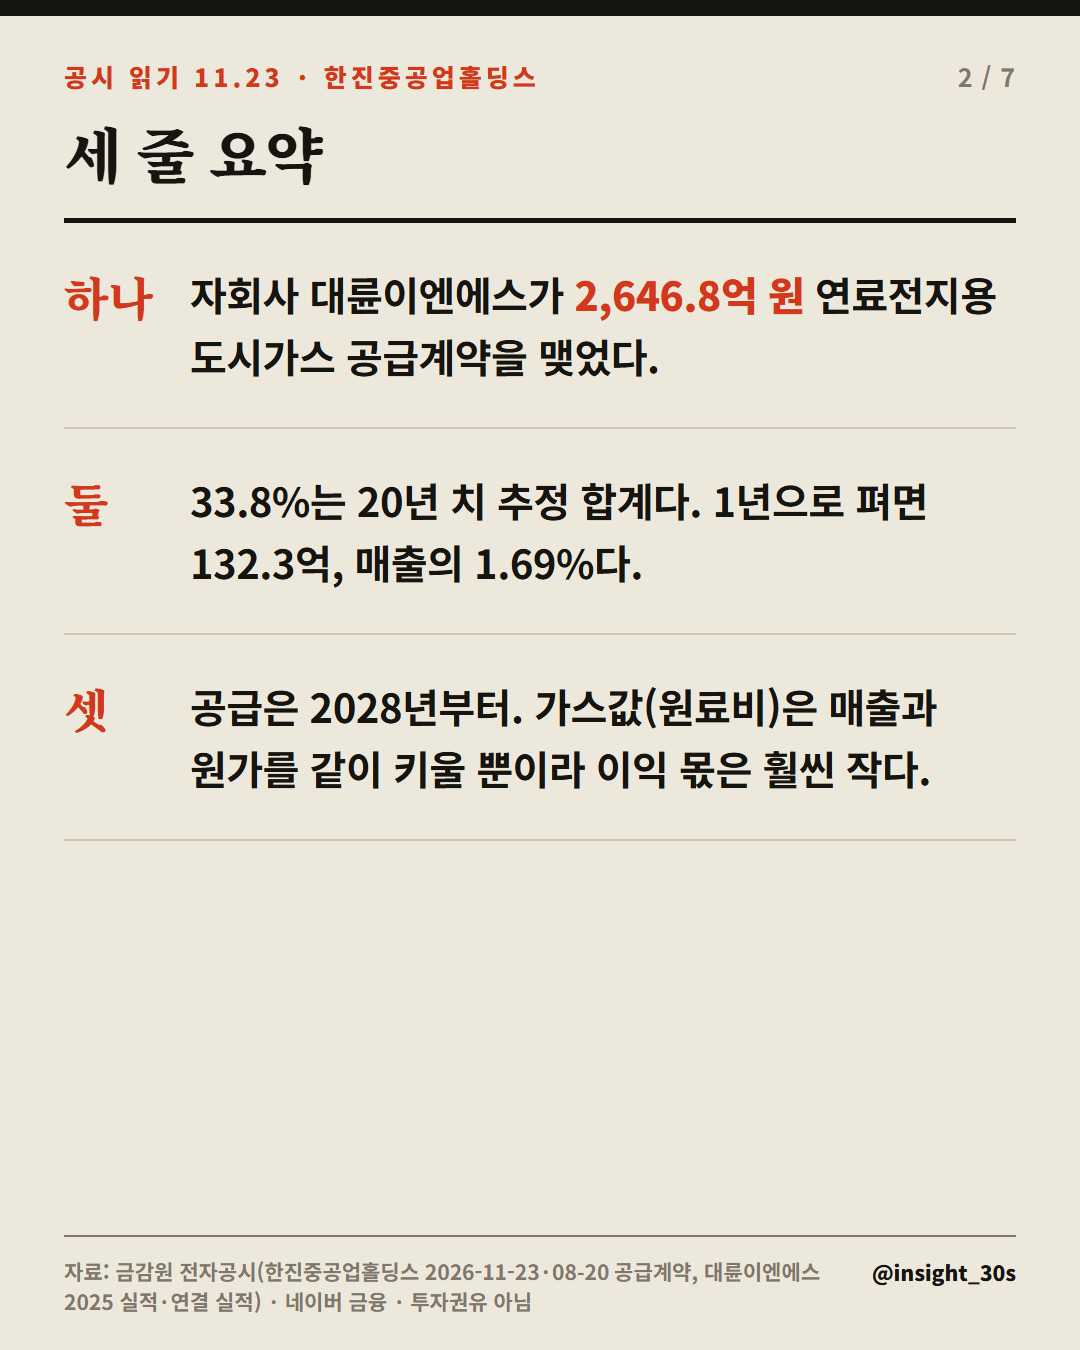 공시 읽기 11.23 · 한진중공업홀딩스
2 / 7
세 줄 요약
하나
자회사 대륜이엔에스가 2,646.8억 원 연료전지용
도시가스 공급계약을 맺었다.
둘
33.8%는 20년 치 추정 합계다. 1년으로 펴면
132.3억, 매출의 1.69%다.
셋
공급은 2028년부터. 가스값(원료비)은 매출과
원가를 같이 키울 뿐이라 이익 몫은 훨씬 작다.
자료: 금감원 전자공시(한진중공업홀딩스 2026-11-23·08-20 공급계약, 대륜이엔에스
2025 실적·연결 실적) · 네이버 금융 · 투자권유 아님
@insight_30s